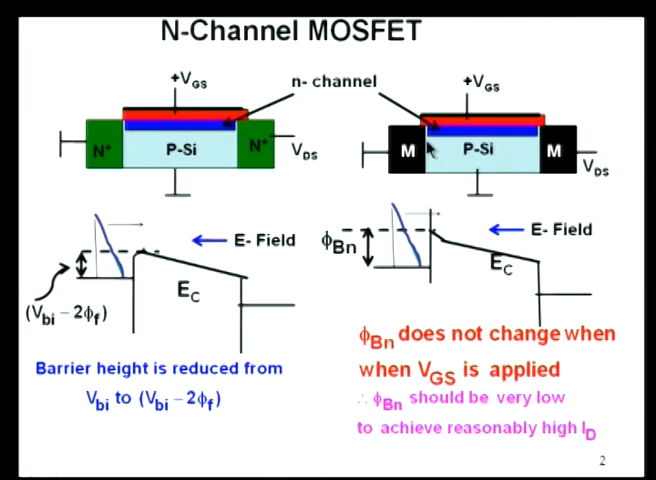 N-Channel MOSFET
+V_GS
n- channel
+V_GS
N⁺
P-Si
N⁺
V_DS
M
P-Si
M
V_DS
E- Field
E_C
(V_bi – 2ϕ_f)
ϕ_Bn
E- Field
E_C
Barrier height is reduced from
V_bi to (V_bi – 2ϕ_f)
ϕ_Bn does not change when
when V_GS is applied
∴ ϕ_Bn should be very low
to achieve reasonably high I_D
2